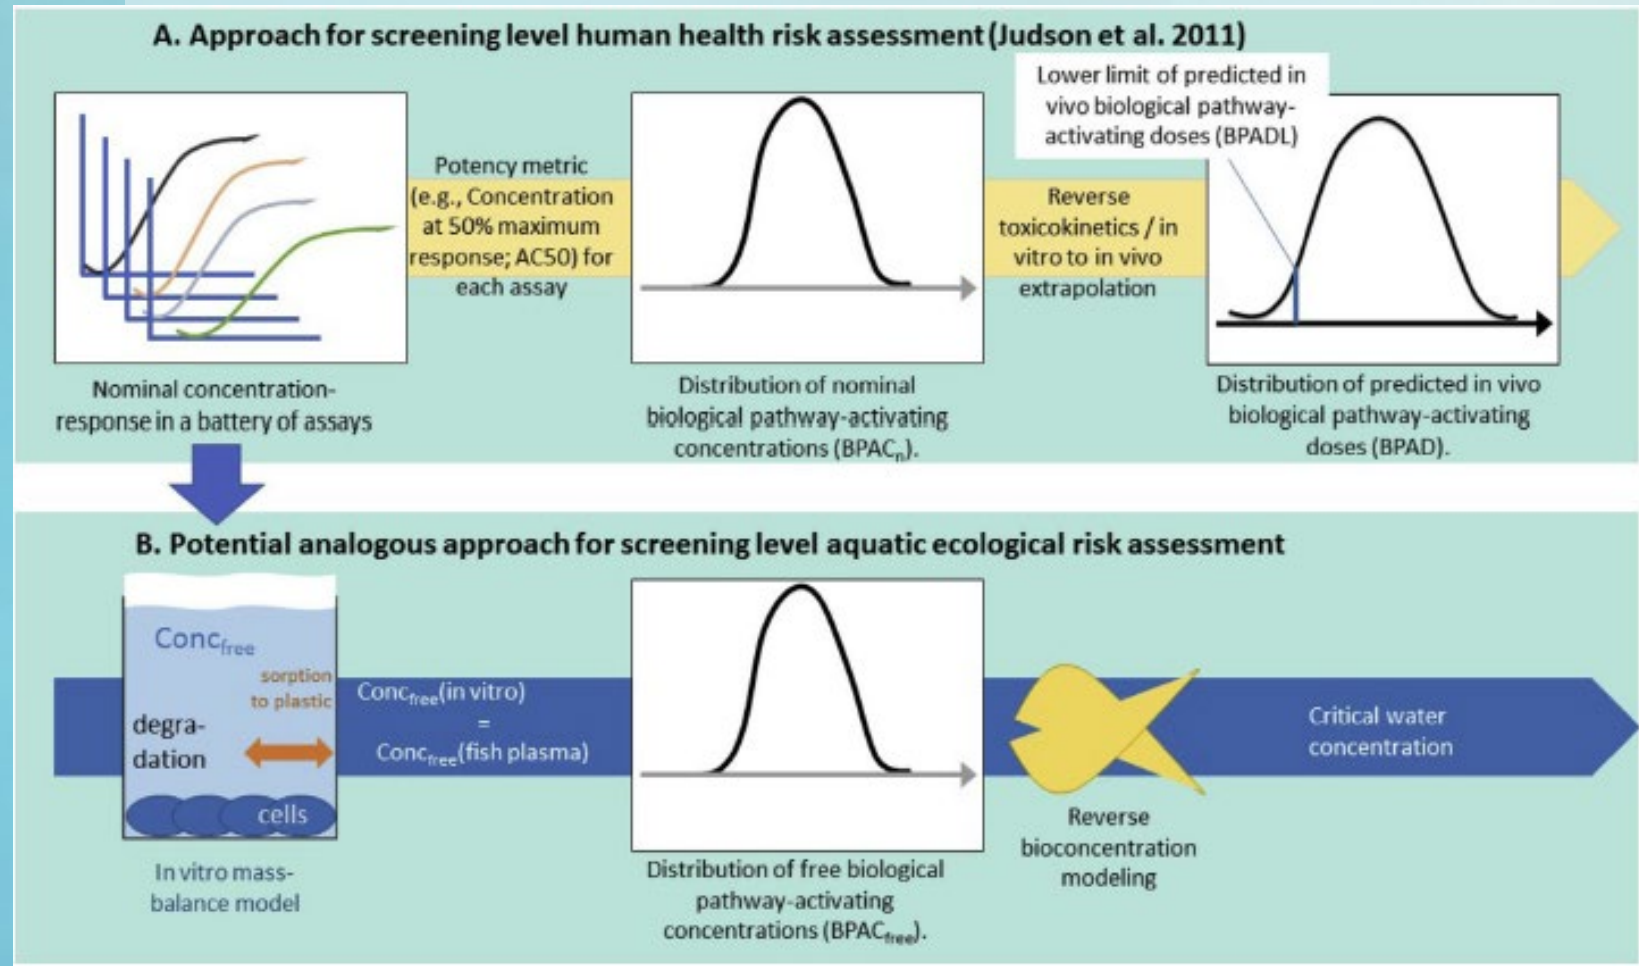 A. Approach for screening level human health risk assessment (Judson et al. 2011)
Lower limit of predicted in
vivo biological pathway-
activating doses (BPADL)
Potency metric
(e.g., Concentration
at 50% maximum
response; AC50) for
each assay
Reverse
toxicokinetics / in
vitro to in vivo
extrapolation
Nominal concentration-
response in a battery of assays
Distribution of nominal
biological pathway-activating
concentrations (BPACn).
Distribution of predicted in vivo
biological pathway-activating
doses (BPAD).
B. Potential analogous approach for screening level aquatic ecological risk assessment
Concfree
sorption
to plastic
degra-
dation
cells
In vitro mass-
balance model
Concfree(in vitro)
=
Concfree(fish plasma)
Distribution of free biological
pathway-activating
concentrations (BPACfree).
Reverse
bioconcentration
modeling
Critical water
concentration